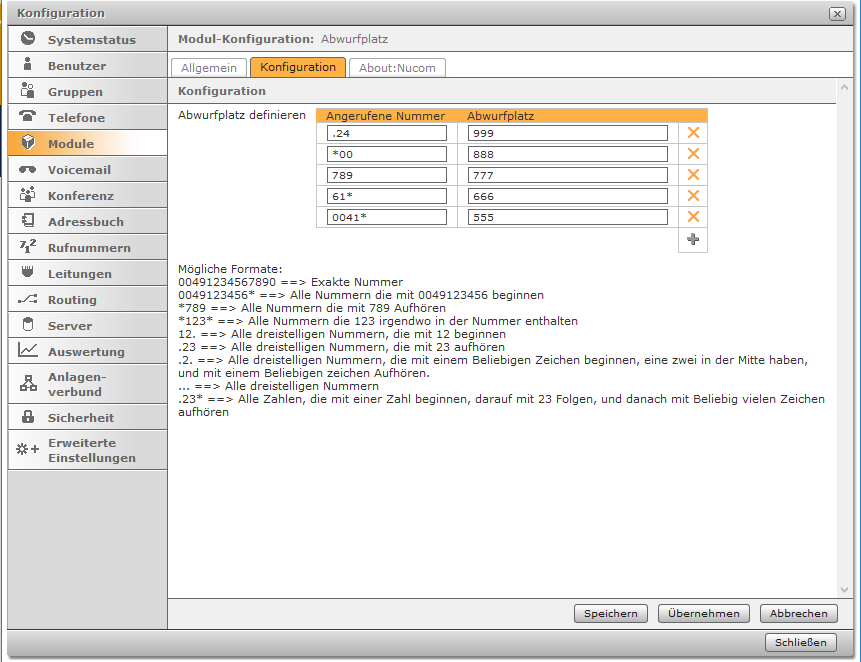 Konfiguration
Systemstatus
Benutzer
Gruppen
Telefone
Module
Voicemail
Konferenz
Adressbuch
Rufnummern
Leitungen
Routing
Server
Auswertung
Anlagen-
verbund
Sicherheit
Erweiterte
Einstellungen
Modul-Konfiguration: Abwurfplatz
Allgemein Konfiguration About:Nucom
Konfiguration
Abwurfplatz definieren Angerufene Nummer Abwurfplatz
.24 999
*00 888
789 777
61* 666
0041* 555
Mögliche Formate:
00491234567890 ==> Exakte Nummer
0049123456* ==> Alle Nummern die mit 0049123456 beginnen
*789 ==> Alle Nummern die mit 789 Aufhören
*123* ==> Alle Nummern die 123 irgendwo in der Nummer enthalten
12. ==> Alle dreistelligen Nummern, die mit 12 beginnen
.23 ==> Alle dreistelligen Nummern, die mit 23 aufhören
.2. ==> Alle dreistelligen Nummern, die mit einem Beliebigen Zeichen beginnen, eine zwei in der Mitte haben,
und mit einem Beliebigen zeichen Aufhören.
... ==> Alle dreistelligen Nummern
.23* ==> Alle Zahlen, die mit einer Zahl beginnen, darauf mit 23 Folgen, und danach mit Beliebig vielen Zeichen
aufhören
Speichern Übernehmen Abbrechen
Schließen